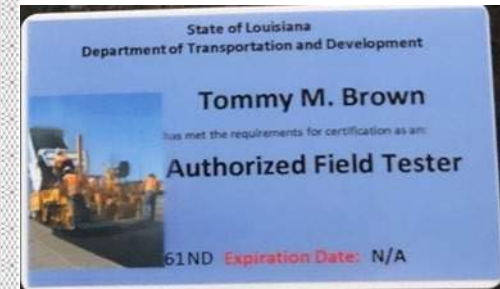 State of Louisiana
Department of Transportation and Development
Tommy M. Brown
has met the requirements for certification as an:
Authorized Field Tester
61ND Expiration Date: N/A